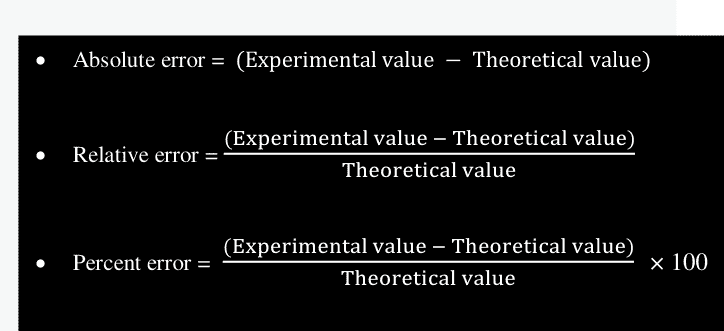 • Absolute error = (Experimental value − Theoretical value)
• Relative error = (Experimental value − Theoretical value)
Theoretical value
• Percent error = (Experimental value − Theoretical value) × 100
Theoretical value